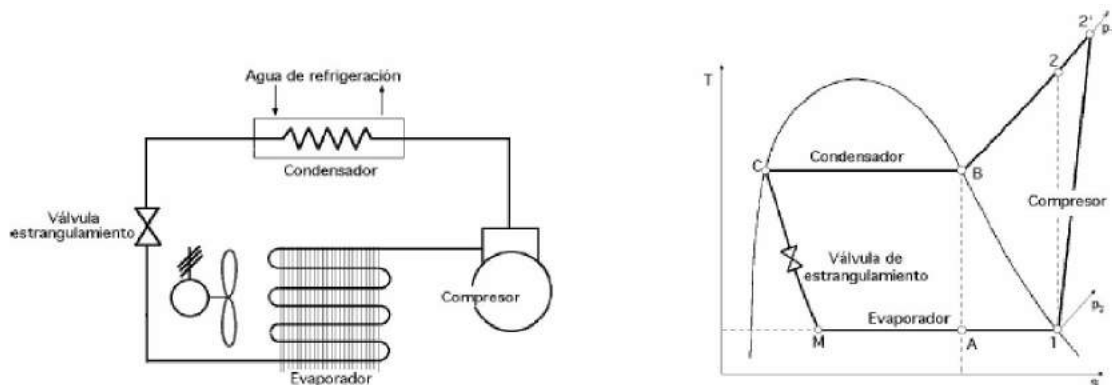 Agua de refrigeración
Condensador
Válvula
estrangulamiento
Compresor
Evaporador
T
2'
2
C
Condensador
B
Compresor
Válvula de
estrangulamiento
Evaporador
p₂
M
A
1